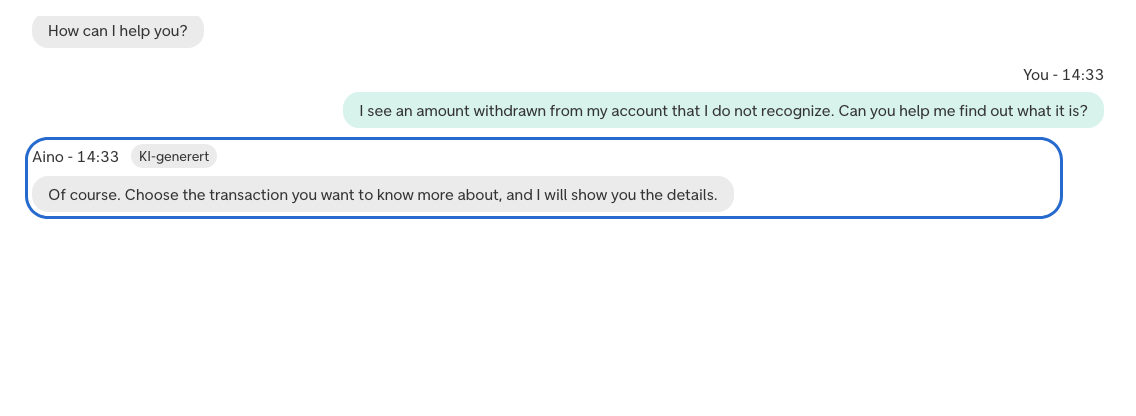 How can I help you?
You - 14:33
I see an amount withdrawn from my account that I do not recognize. Can you help me find out what it is?
Aino - 14:33 KI-generert
Of course. Choose the transaction you want to know more about, and I will show you the details.